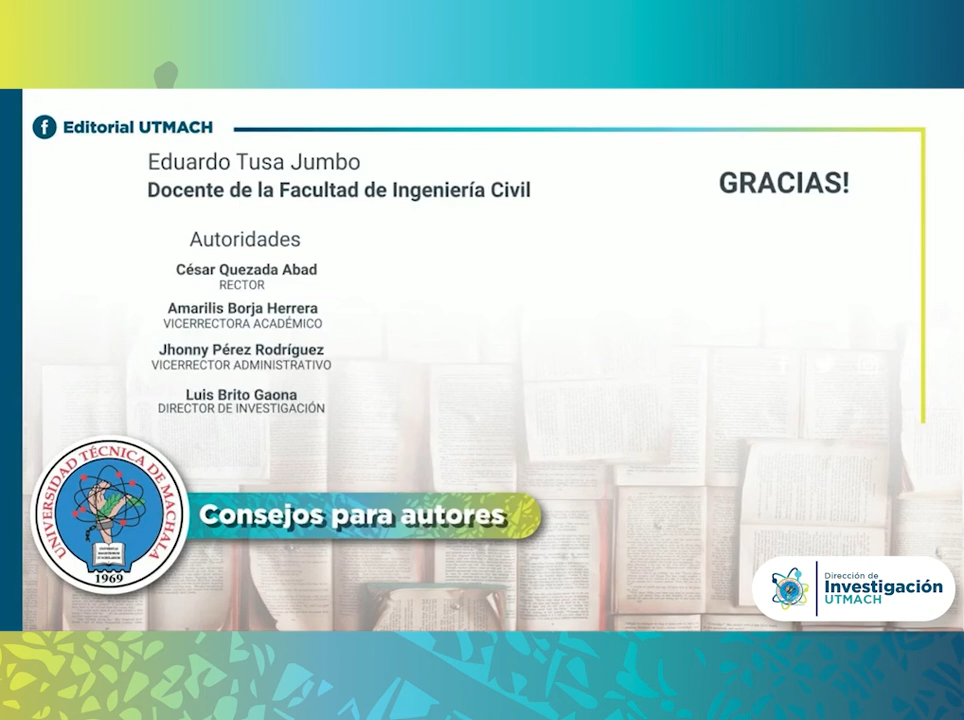 Editorial UTMACH
Eduardo Tusa Jumbo
Docente de la Facultad de Ingeniería Civil
GRACIAS!
Autoridades
César Quezada Abad
RECTOR
Amarilis Borja Herrera
VICERRECTORA ACADÉMICO
Jhonny Pérez Rodríguez
VICERRECTOR ADMINISTRATIVO
Luis Brito Gaona
DIRECTOR DE INVESTIGACIÓN
UNIVERSIDAD TÉCNICA DE MACHALA
1969
Consejos para autores
Dirección de
Investigación
UTMACH